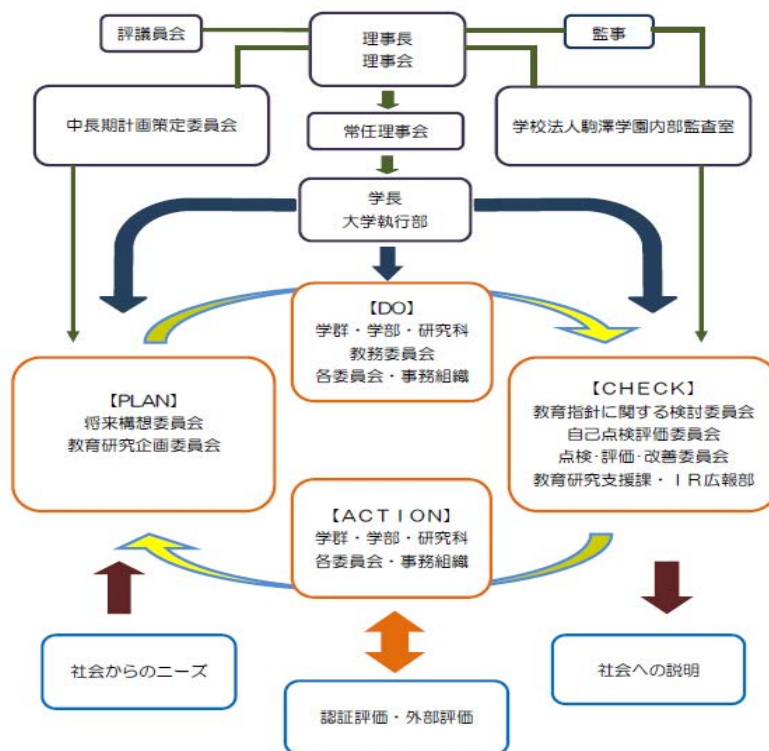 評議員会
理事長
理事会
監事
中長期計画策定委員会
常任理事会
学校法人駒澤学園内部監査室
学長
大学執行部
【DO】
学群・学部・研究科
教務委員会
各委員会・事務組織
【PLAN】
将来構想委員会
教育研究企画委員会
【CHECK】
教育指針に関する検討委員会
自己点検評価委員会
点検・評価・改善委員会
教育研究支援課・ＩＲ広報部
【ACTION】
学群・学部・研究科
各委員会・事務組織
社会からのニーズ
認証評価・外部評価
社会への説明